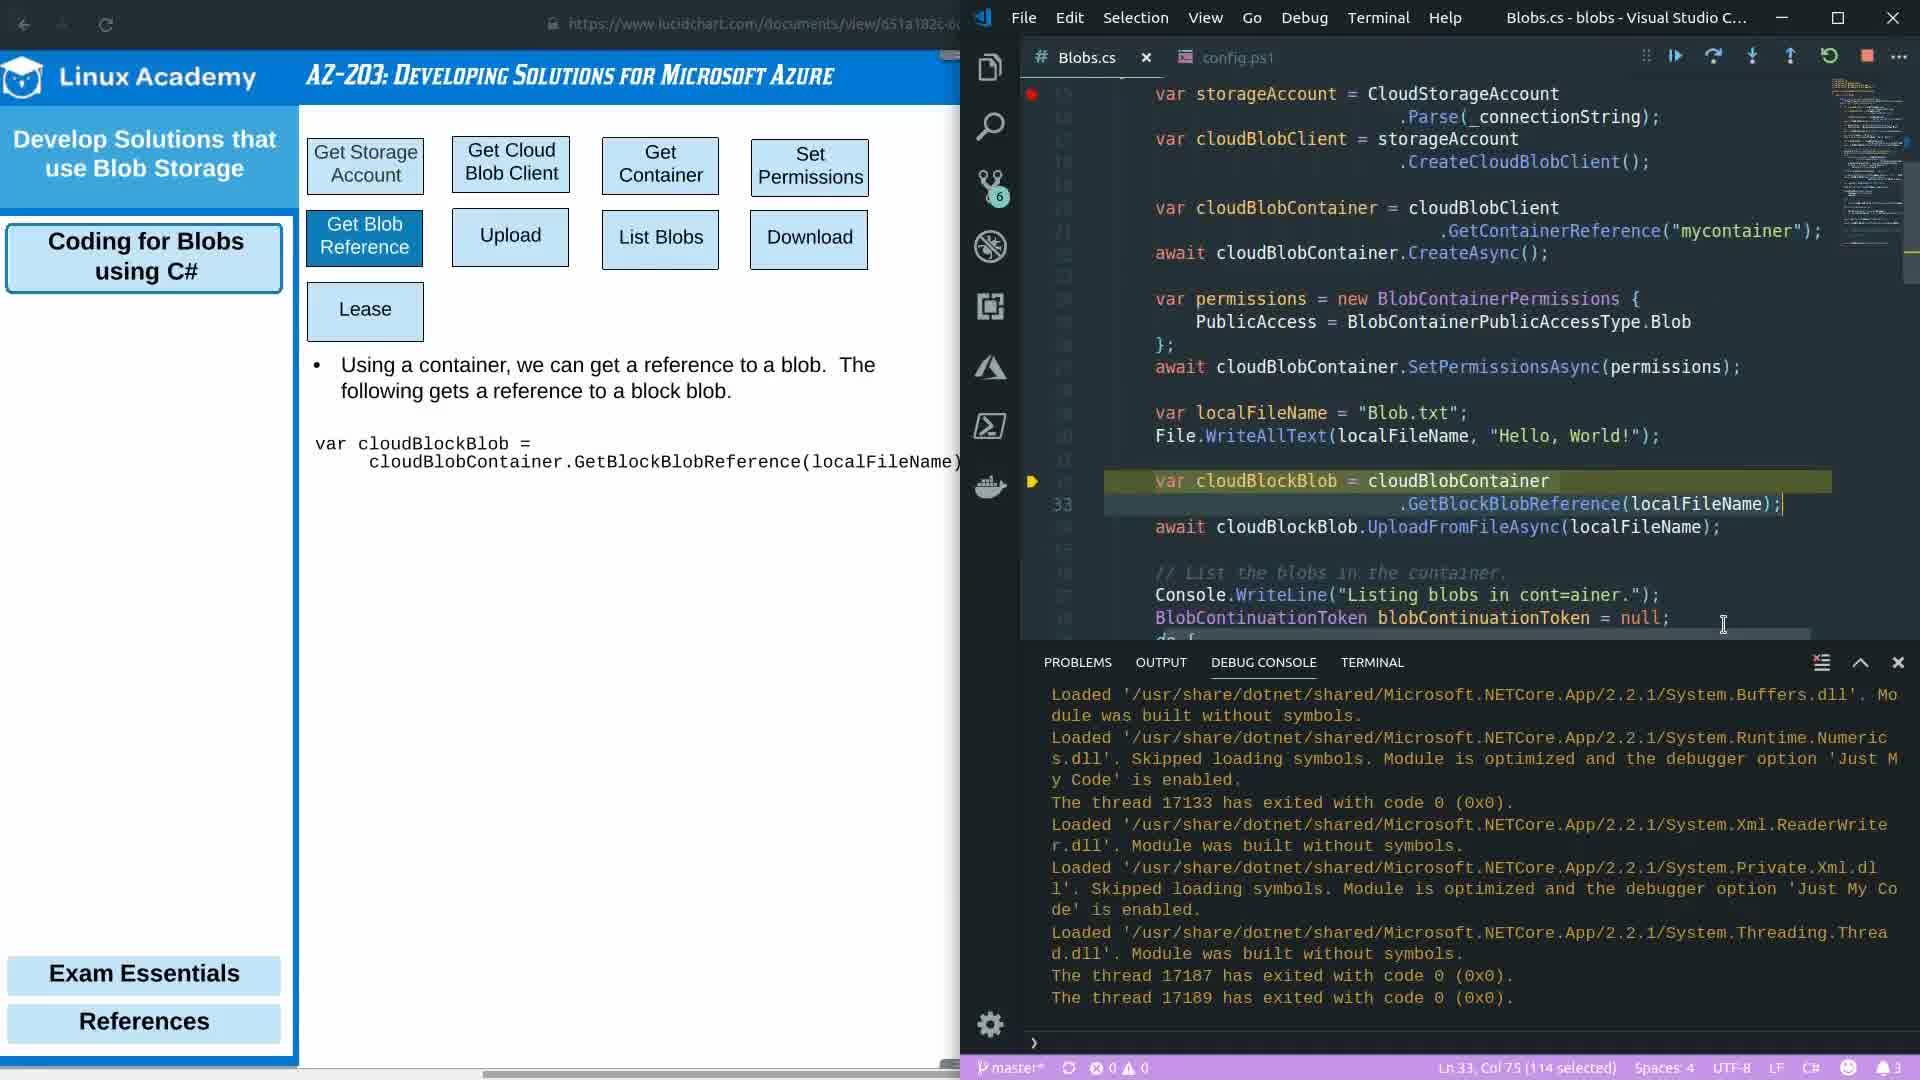 https://www.lucidchart.com/documents/view/651a182c-
Linux Academy
AZ-203: Developing Solutions for Microsoft Azure
Develop Solutions that
use Blob Storage
Coding for Blobs
using C#
Exam Essentials
References
Get Storage
Account
Get Cloud
Blob Client
Get
Container
Set
Permissions
Get Blob
Reference
Upload
List Blobs
Download
Lease
• Using a container, we can get a reference to a blob. The
following gets a reference to a block blob.
var cloudBlockBlob =
cloudBlobContainer.GetBlockBlobReference(localFileName)
File Edit Selection View Go Debug Terminal Help Blobs.cs - blobs - Visual Studio C...
# Blobs.cs config.ps1
var storageAccount = CloudStorageAccount
.Parse(_connectionString);
var cloudBlobClient = storageAccount
.CreateCloudBlobClient();
var cloudBlobContainer = cloudBlobClient
.GetContainerReference("mycontainer");
await cloudBlobContainer.CreateAsync();
var permissions = new BlobContainerPermissions {
PublicAccess = BlobContainerPublicAccessType.Blob
};
await cloudBlobContainer.SetPermissionsAsync(permissions);
var localFileName = "Blob.txt";
File.WriteAllText(localFileName, "Hello, World!");
var cloudBlockBlob = cloudBlobContainer
33 .GetBlockBlobReference(localFileName);
await cloudBlockBlob.UploadFromFileAsync(localFileName);
// List the blobs in the container.
Console.WriteLine("Listing blobs in cont=ainer.");
BlobContinuationToken blobContinuationToken = null;
do {
6
PROBLEMS OUTPUT DEBUG CONSOLE TERMINAL
Loaded '/usr/share/dotnet/shared/Microsoft.NETCore.App/2.2.1/System.Buffers.dll'. Mo
dule was built without symbols.
Loaded '/usr/share/dotnet/shared/Microsoft.NETCore.App/2.2.1/System.Runtime.Numeric
s.dll'. Skipped loading symbols. Module is optimized and the debugger option 'Just M
y Code' is enabled.
The thread 17133 has exited with code 0 (0x0).
Loaded '/usr/share/dotnet/shared/Microsoft.NETCore.App/2.2.1/System.Xml.ReaderWrite
r.dll'. Module was built without symbols.
Loaded '/usr/share/dotnet/shared/Microsoft.NETCore.App/2.2.1/System.Private.Xml.dl
l'. Skipped loading symbols. Module is optimized and the debugger option 'Just My Co
de' is enabled.
Loaded '/usr/share/dotnet/shared/Microsoft.NETCore.App/2.2.1/System.Threading.Threa
d.dll'. Module was built without symbols.
The thread 17187 has exited with code 0 (0x0).
The thread 17189 has exited with code 0 (0x0).
master* 0 0 Ln 33, Col 75 (114 selected) Spaces: 4 UTF-8 LF C# 3